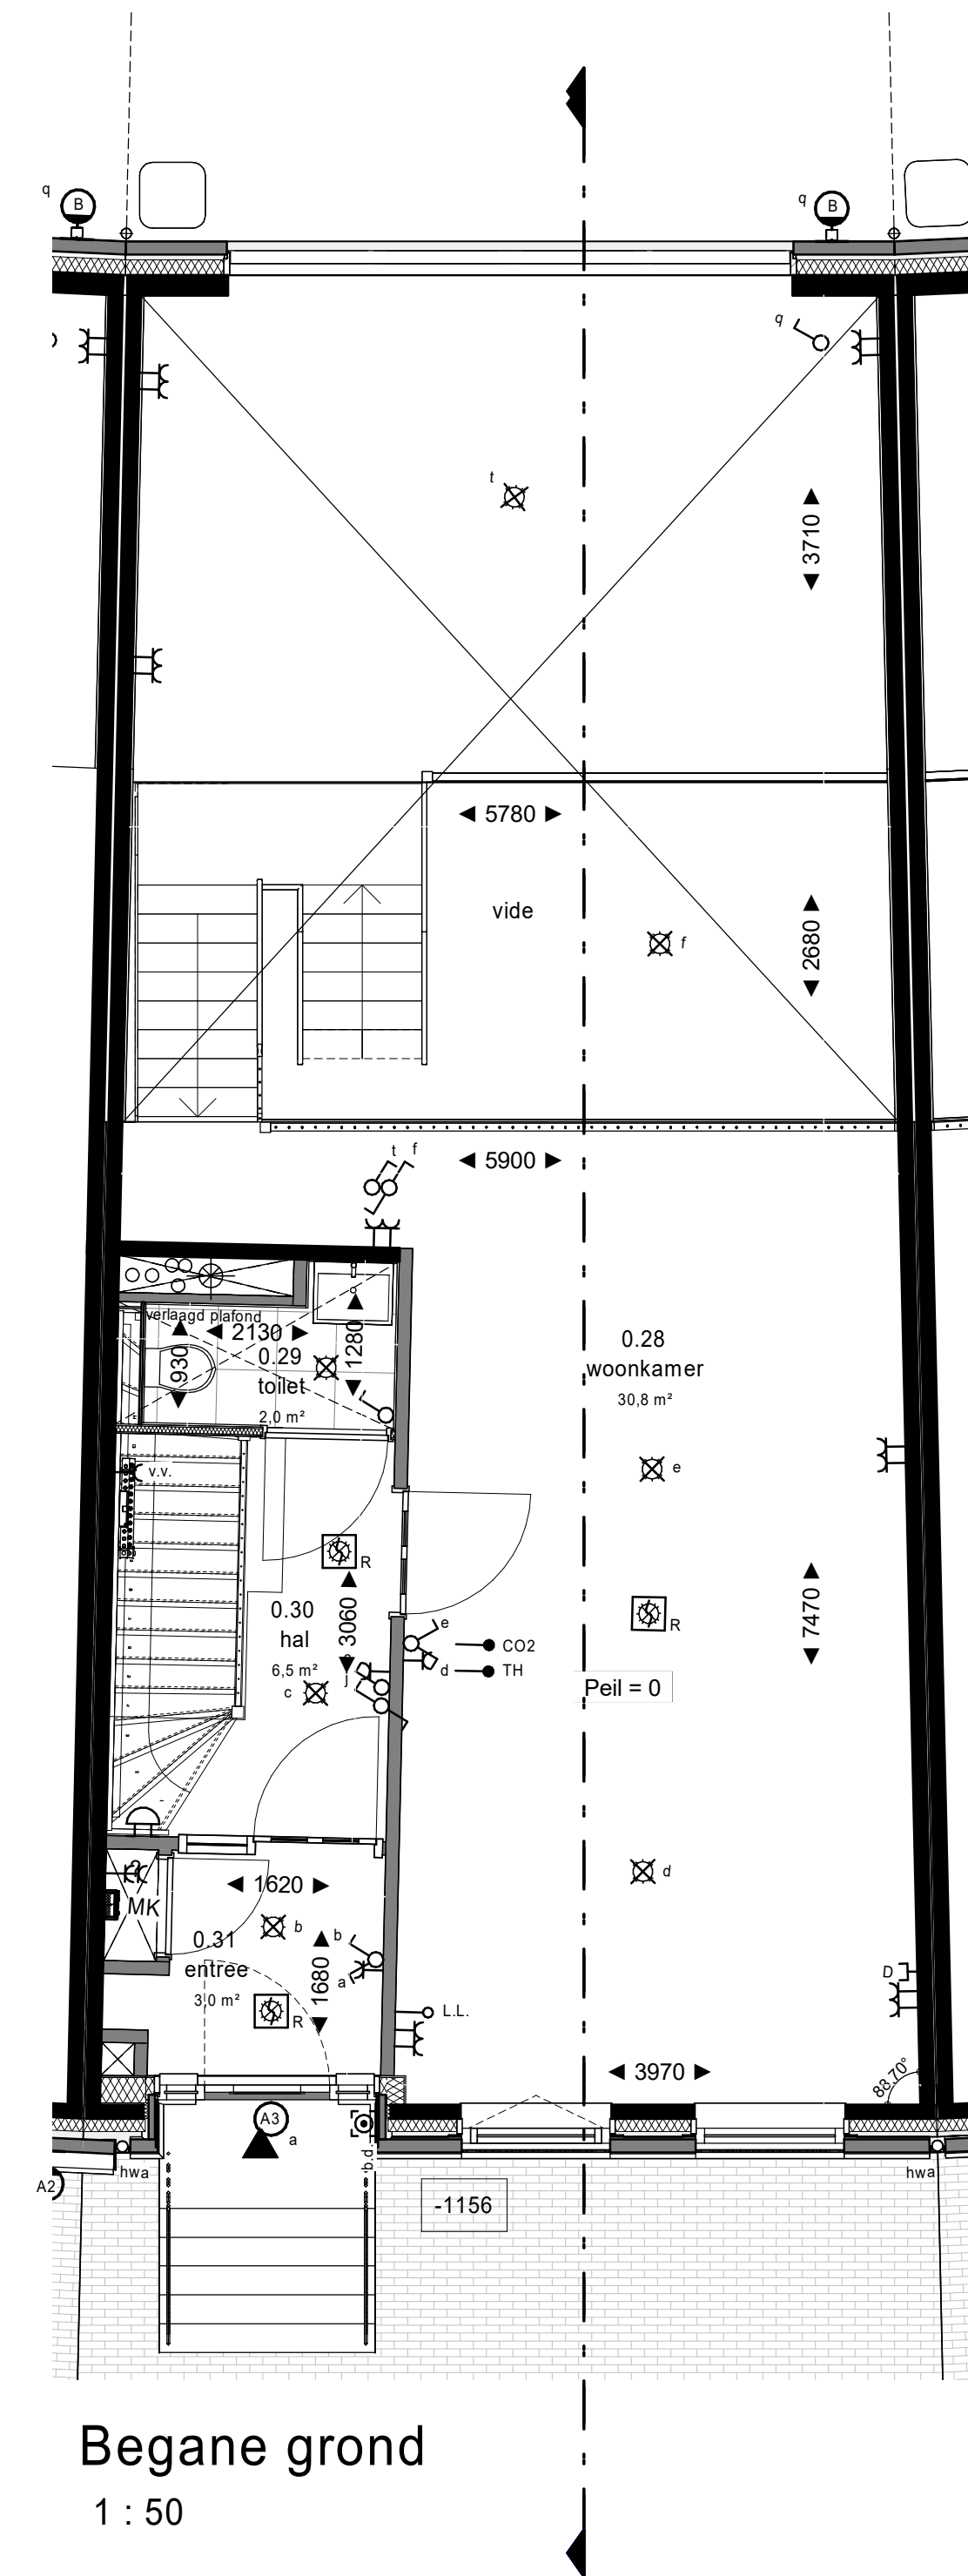 q
B
q
B
q
t
3710
5780
vide
f
2680
t f
5900
verlaagd plafond
2130
1280
930
0.29
toilet
2,0 m²
0.28
woonkamer
30,8 m²
v.v.
e
R
0.30
hal
6,5 m²
3060
c
j
e
CO2
d
TH
R
7470
Peil = 0
MK
1620
d
b
b
0.31
entree
3,0 m²
1680
a
R
D
L.L.
3970
88.70°
A3
a
b.d.
hwa
hwa
A2
-1156
Begane grond
1 : 50